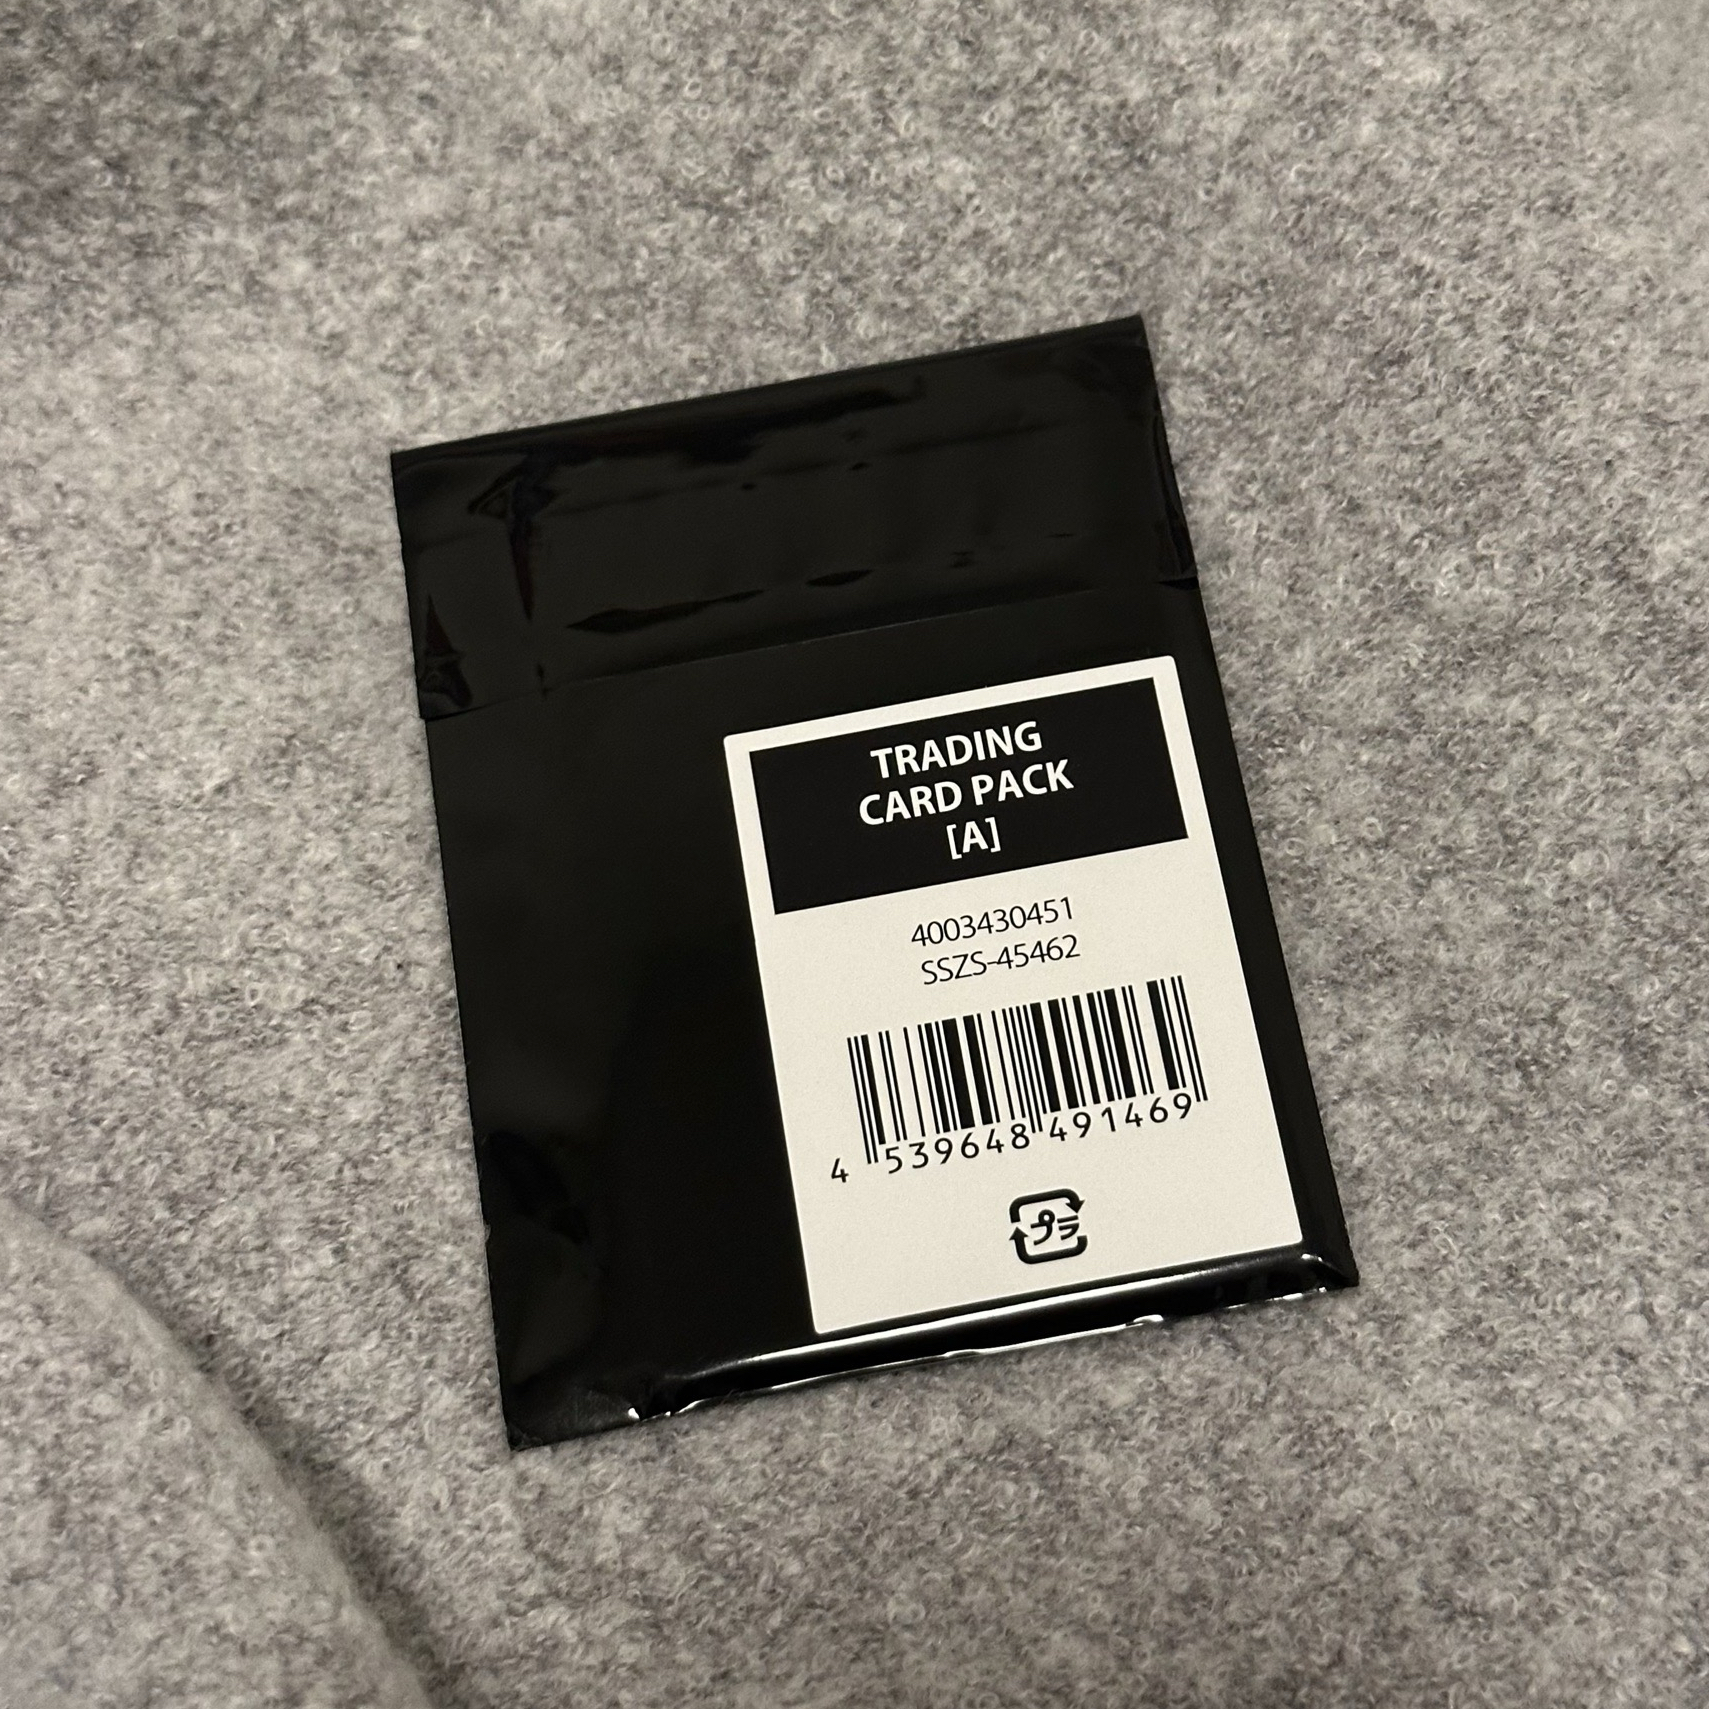 TRADING
CARD PACK
[A]
4003430451
SSZS-45462
4 539648 491469
プラ